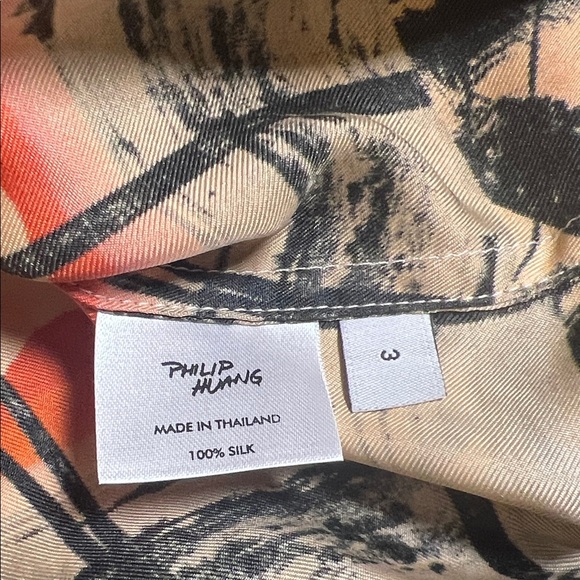 PHILIP
HUANG
MADE IN THAILAND
100% SILK
3